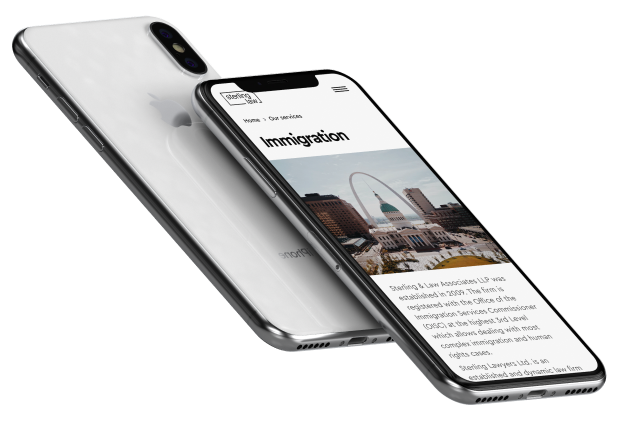 sterling
law
Home > Our services
Immigration
Sterling & Law Associates LLP was
established in 2009. The firm is
registered with the Office of the
Immigration Services Commissioner
(OISC) at the highest 3rd Level
which allows dealing with most
complex immigration and human
rights cases.
Sterling Lawyers Ltd. is an
established and dynamic law firm
iPhone